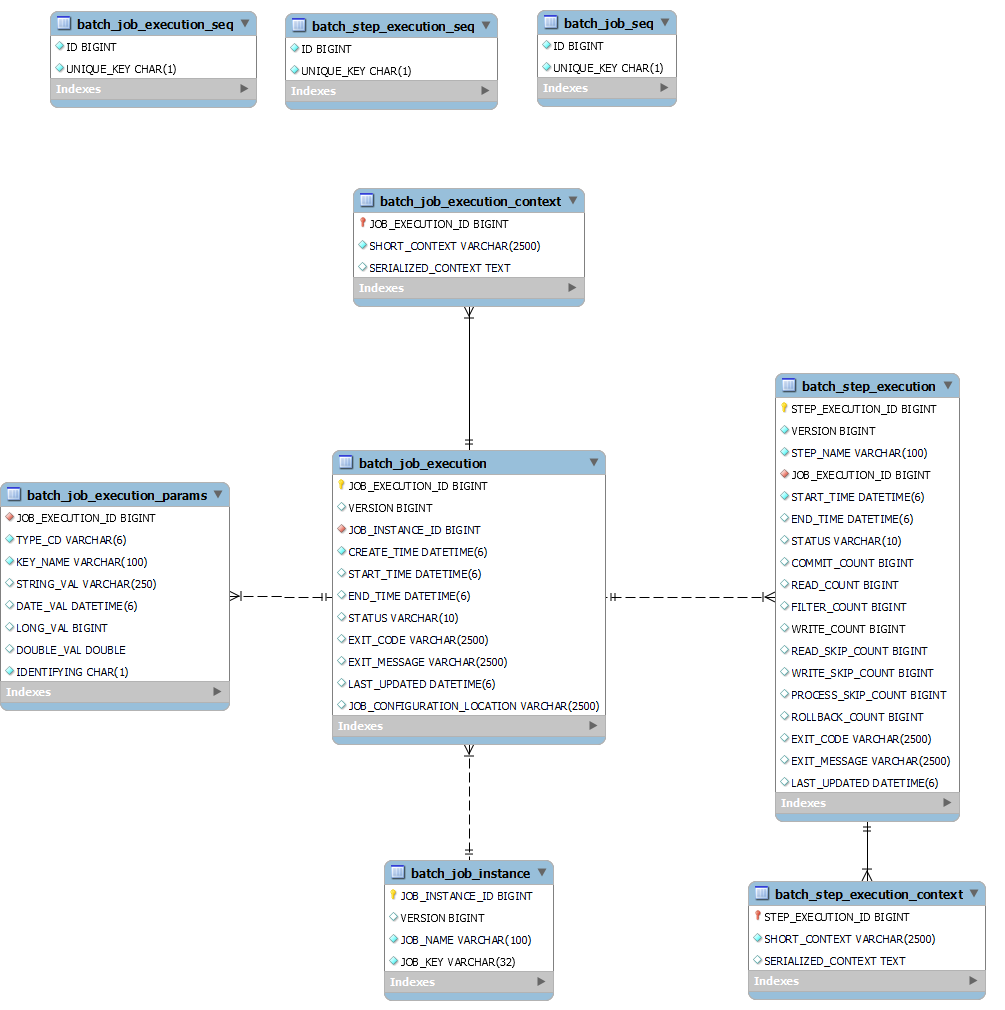 batch_job_execution_seq
ID BIGINT
UNIQUE_KEY CHAR(1)
Indexes
batch_step_execution_seq
ID BIGINT
UNIQUE_KEY CHAR(1)
Indexes
batch_job_seq
ID BIGINT
UNIQUE_KEY CHAR(1)
Indexes
batch_job_execution_context
JOB_EXECUTION_ID BIGINT
SHORT_CONTEXT VARCHAR(2500)
SERIALIZED_CONTEXT TEXT
Indexes
batch_job_execution_params
JOB_EXECUTION_ID BIGINT
TYPE_CD VARCHAR(6)
KEY_NAME VARCHAR(100)
STRING_VAL VARCHAR(250)
DATE_VAL DATETIME(6)
LONG_VAL BIGINT
DOUBLE_VAL DOUBLE
IDENTIFYING CHAR(1)
Indexes
batch_job_execution
JOB_EXECUTION_ID BIGINT
VERSION BIGINT
JOB_INSTANCE_ID BIGINT
CREATE_TIME DATETIME(6)
START_TIME DATETIME(6)
END_TIME DATETIME(6)
STATUS VARCHAR(10)
EXIT_CODE VARCHAR(2500)
EXIT_MESSAGE VARCHAR(2500)
LAST_UPDATED DATETIME(6)
JOB_CONFIGURATION_LOCATION VARCHAR(2500)
Indexes
batch_step_execution
STEP_EXECUTION_ID BIGINT
VERSION BIGINT
STEP_NAME VARCHAR(100)
JOB_EXECUTION_ID BIGINT
START_TIME DATETIME(6)
END_TIME DATETIME(6)
STATUS VARCHAR(10)
COMMIT_COUNT BIGINT
READ_COUNT BIGINT
FILTER_COUNT BIGINT
WRITE_COUNT BIGINT
READ_SKIP_COUNT BIGINT
WRITE_SKIP_COUNT BIGINT
PROCESS_SKIP_COUNT BIGINT
ROLLBACK_COUNT BIGINT
EXIT_CODE VARCHAR(2500)
EXIT_MESSAGE VARCHAR(2500)
LAST_UPDATED DATETIME(6)
Indexes
batch_job_instance
JOB_INSTANCE_ID BIGINT
VERSION BIGINT
JOB_NAME VARCHAR(100)
JOB_KEY VARCHAR(32)
Indexes
batch_step_execution_context
STEP_EXECUTION_ID BIGINT
SHORT_CONTEXT VARCHAR(2500)
SERIALIZED_CONTEXT TEXT
Indexes